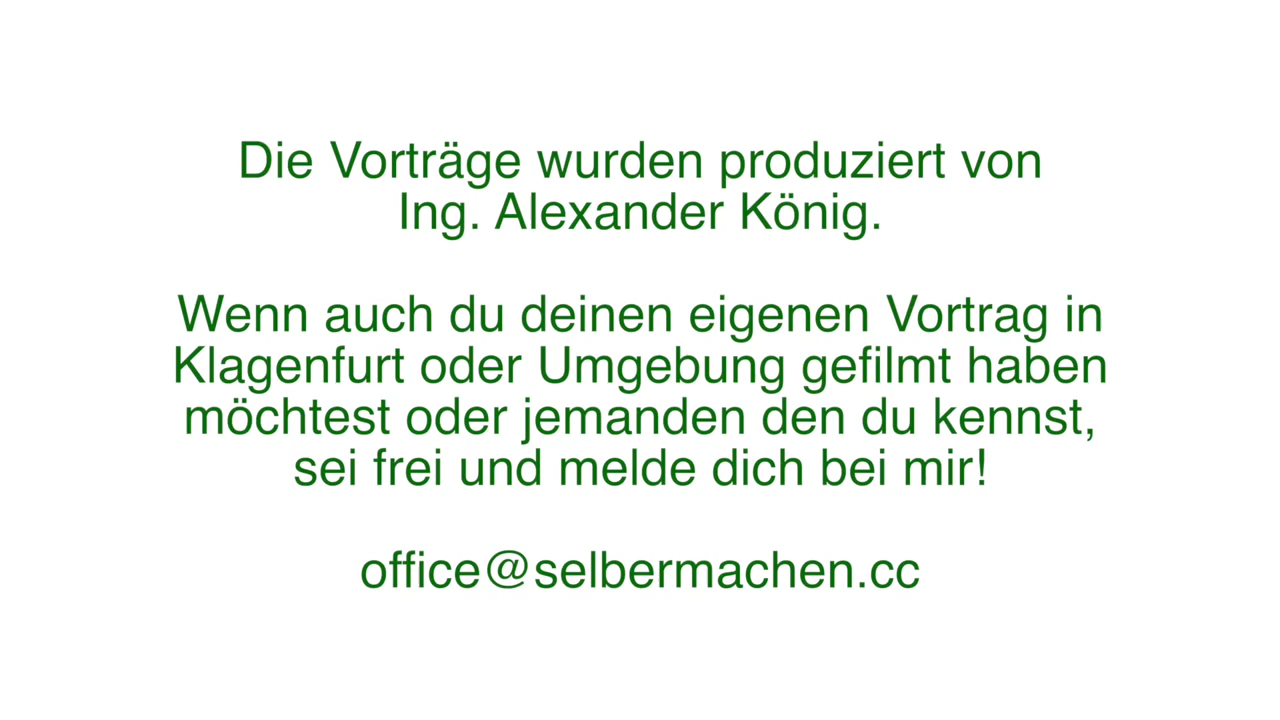 Die Vorträge wurden produziert von
Ing. Alexander König.
Wenn auch du deinen eigenen Vortrag in
Klagenfurt oder Umgebung gefilmt haben
möchtest oder jemanden den du kennst,
sei frei und melde dich bei mir!
office@selbermachen.cc